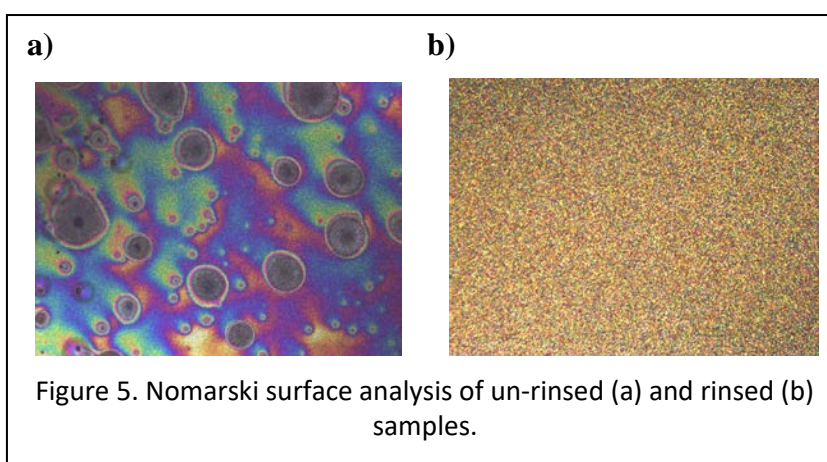 a)
b)
Figure 5. Nomarski surface analysis of un-rinsed (a) and rinsed (b)
samples.